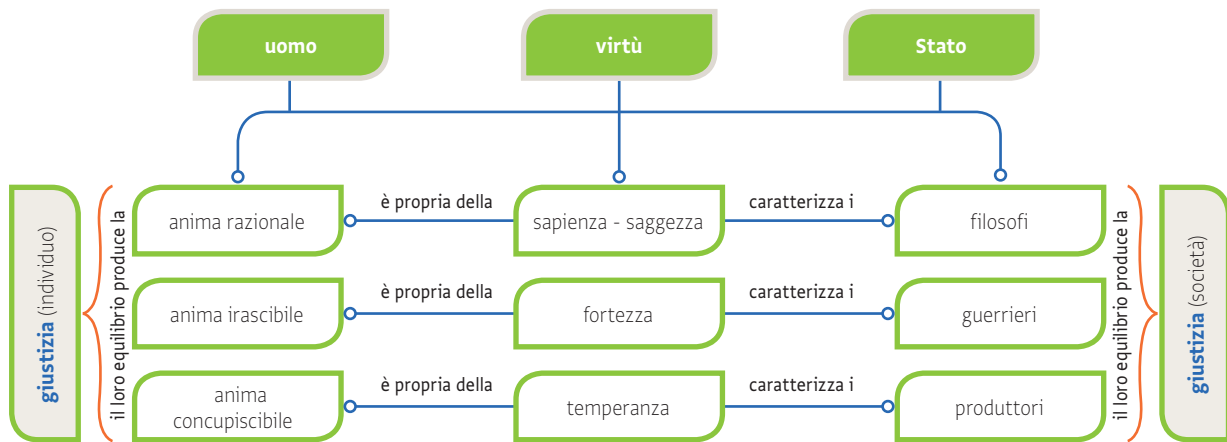 uomo
virtù
Stato
giustizia (individuo)
il loro equilibrio produce la
anima razionale
è propria della
sapienza - saggezza
caratterizza i
filosofi
anima irascibile
è propria della
fortezza
caratterizza i
guerrieri
anima
concupiscibile
è propria della
temperanza
caratterizza i
produttori
il loro equilibrio produce la
giustizia (società)